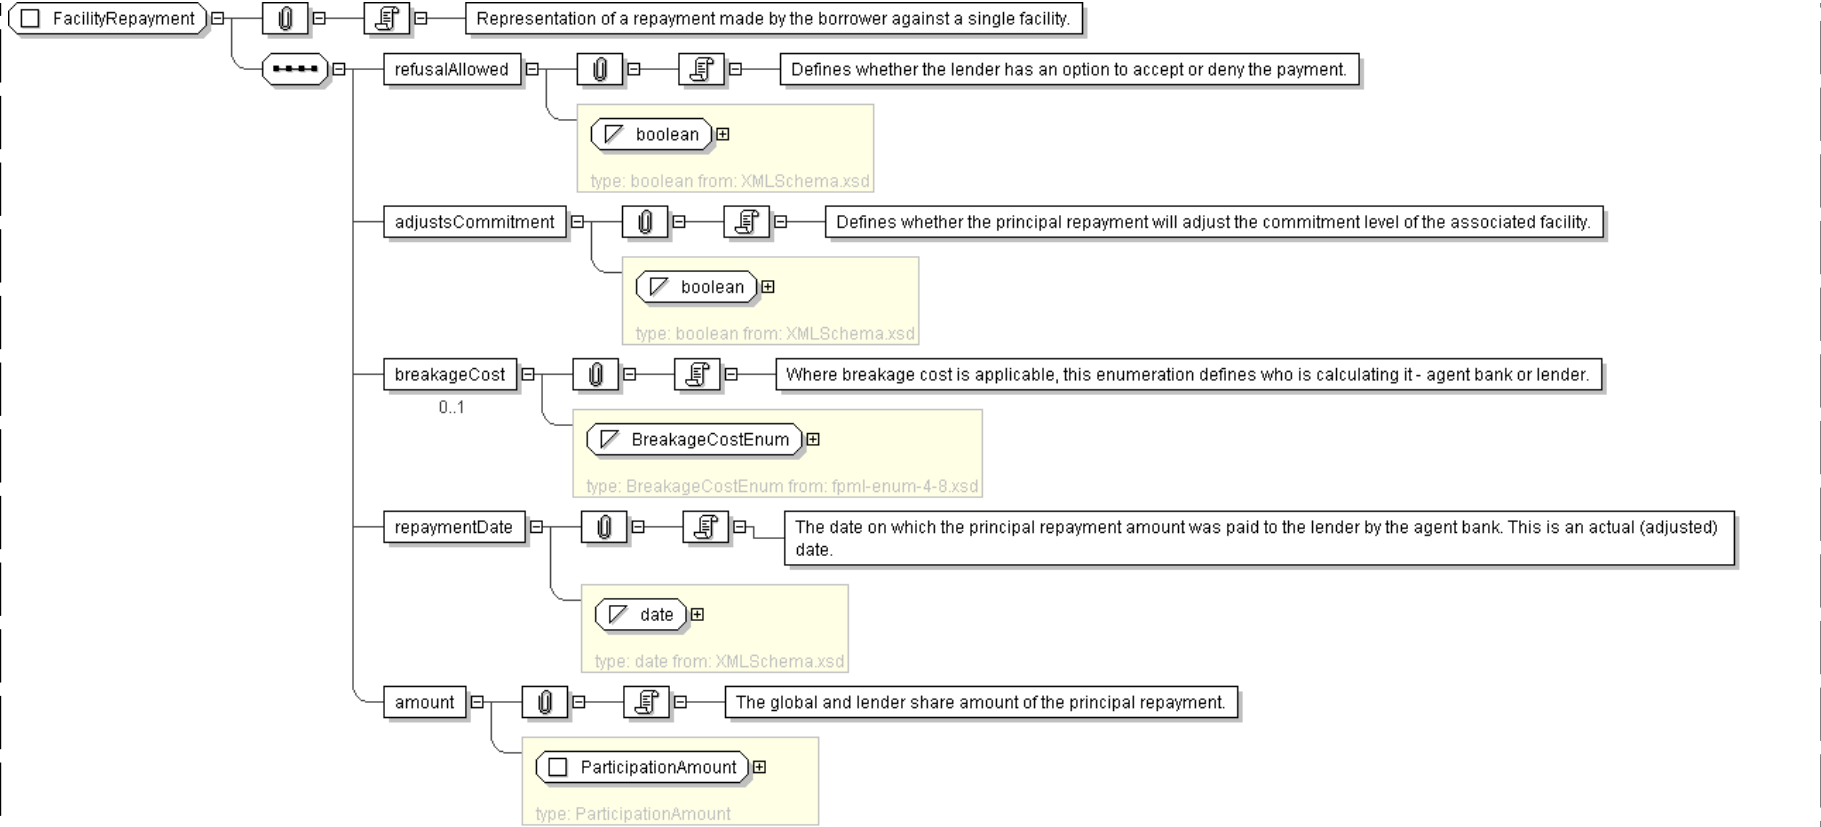 FacilityRepayment
Representation of a repayment made by the borrower against a single facility.
refusalAllowed
Defines whether the lender has an option to accept or deny the payment.
boolean
type: boolean from: XMLSchema.xsd
adjustsCommitment
Defines whether the principal repayment will adjust the commitment level of the associated facility.
boolean
type: boolean from: XMLSchema.xsd
breakageCost
Where breakage cost is applicable, this enumeration defines who is calculating it - agent bank or lender.
0..1
BreakageCostEnum
type: BreakageCostEnum from: fpml-enum-4-8.xsd
repaymentDate
The date on which the principal repayment amount was paid to the lender by the agent bank. This is an actual (adjusted)
date.
date
type: date from: XMLSchema.xsd
amount
The global and lender share amount of the principal repayment.
ParticipationAmount
type: ParticipationAmount